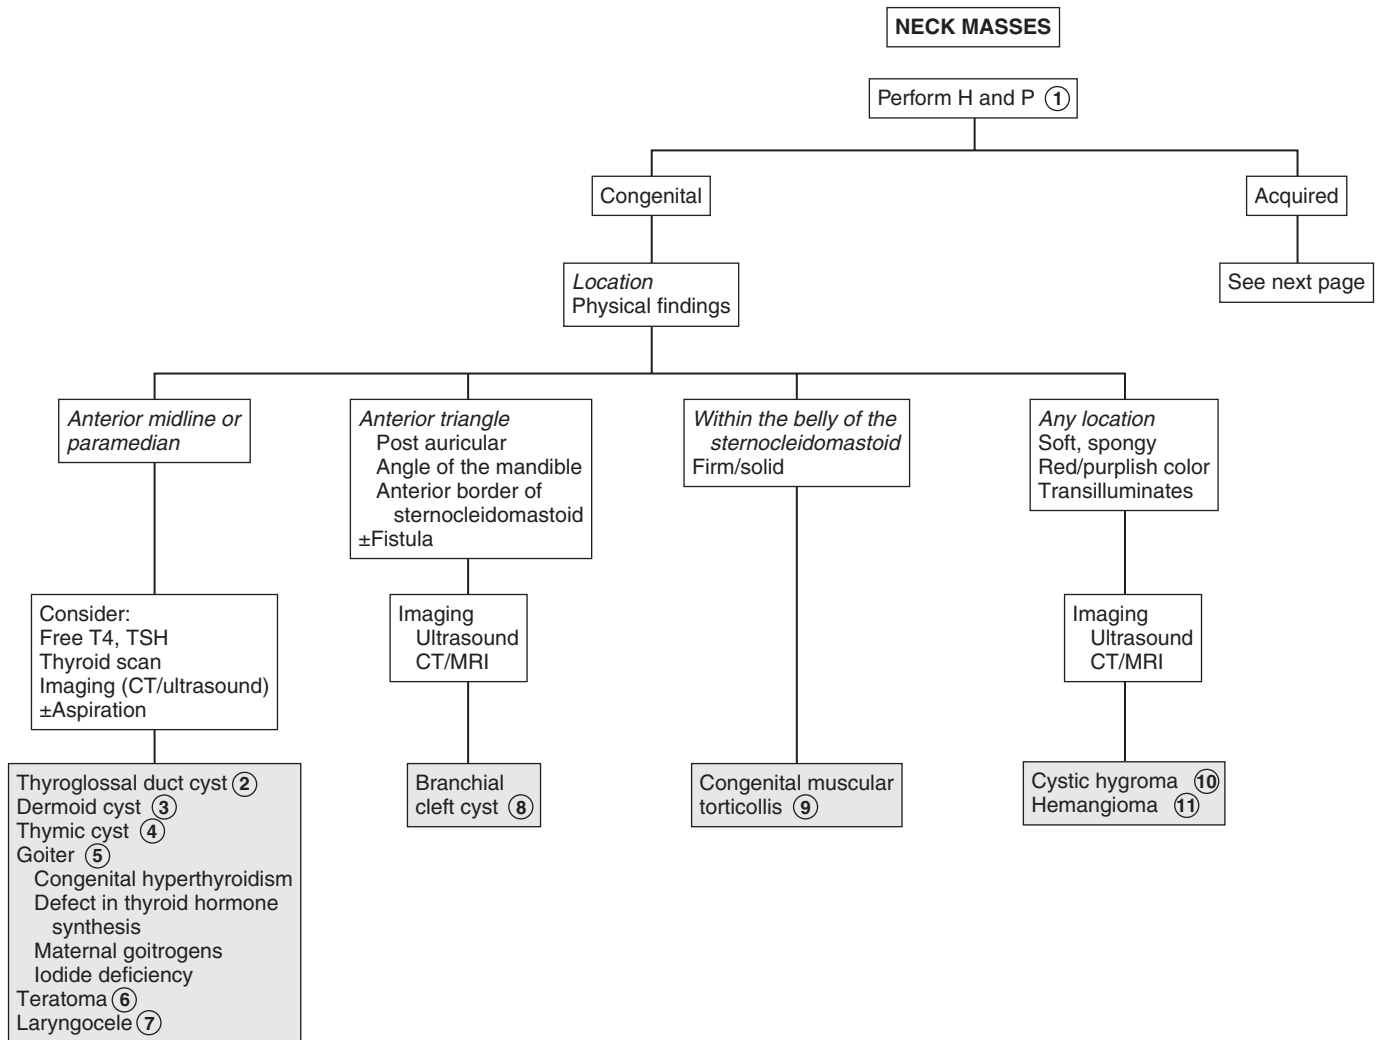 NECK MASSES
Perform H and P 1
Congenital
Acquired
Location
Physical findings
See next page
Anterior midline or
paramedian
Anterior triangle
Post auricular
Angle of the mandible
Anterior border of
sternocleidomastoid
±Fistula
Within the belly of the
sternocleidomastoid
Firm/solid
Any location
Soft, spongy
Red/purplish color
Transilluminates
Consider:
Free T4, TSH
Thyroid scan
Imaging (CT/ultrasound)
±Aspiration
Imaging
Ultrasound
CT/MRI
Imaging
Ultrasound
CT/MRI
Thyroglossal duct cyst 2
Dermoid cyst 3
Thymic cyst 4
Goiter 5
Congenital hyperthyroidism
Defect in thyroid hormone
synthesis
Maternal goitrogens
Iodide deficiency
Teratoma 6
Laryngocele 7
Branchial
cleft cyst 8
Congenital muscular
torticollis 9
Cystic hygroma 10
Hemangioma 11